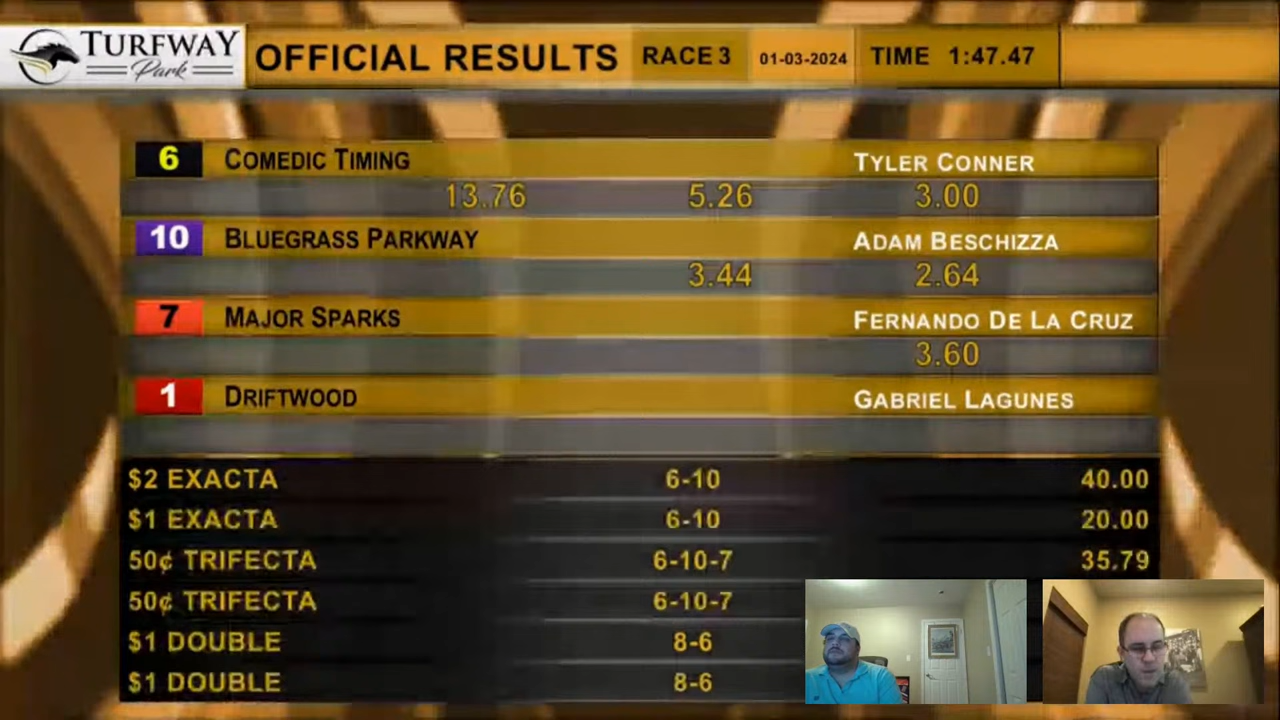 TURFWAY Park OFFICIAL RESULTS RACE 3 01-03-2024 TIME 1:47.47
6 COMEDIC TIMING TYLER CONNER
13.76 5.26 3.00
10 BLUEGRASS PARKWAY ADAM BESCHIZZA
3.44 2.64
7 MAJOR SPARKS FERNANDO DE LA CRUZ
3.60
1 DRIFTWOOD GABRIEL LAGUNES
$2 EXACTA 6-10 40.00
$1 EXACTA 6-10 20.00
50¢ TRIFECTA 6-10-7 35.79
50¢ TRIFECTA 6-10-7
$1 DOUBLE 8-6
$1 DOUBLE 8-6